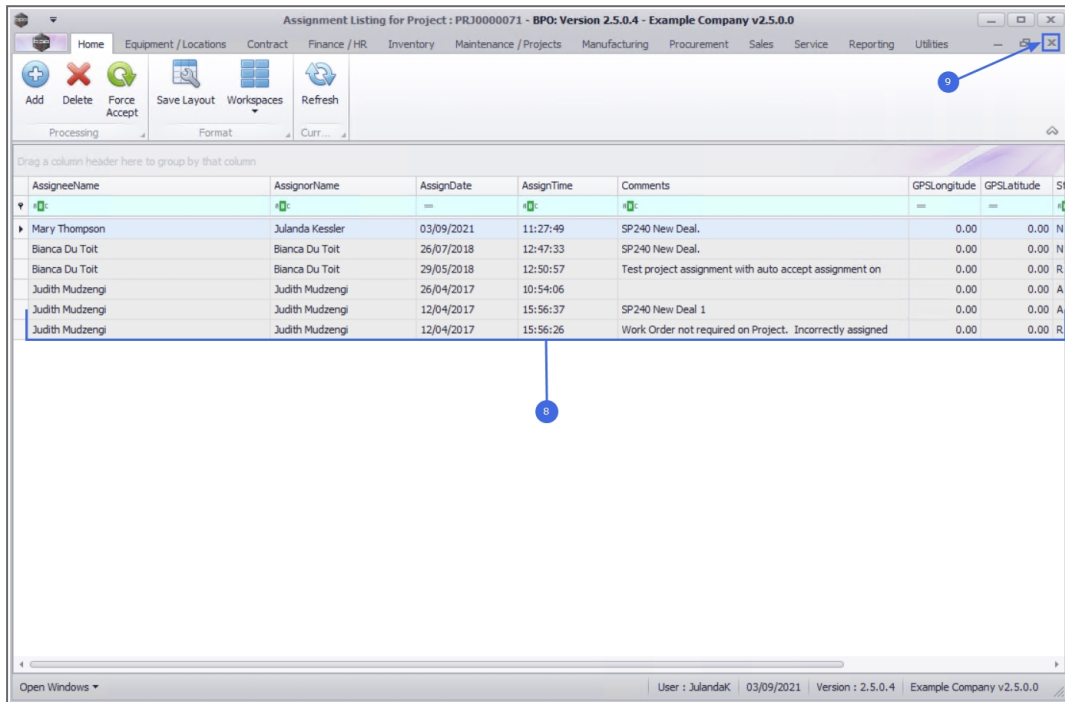 Assignment Listing for Project : PRJ0000071 - BPO: Version 2.5.0.4 - Example Company v2.5.0.0
Home Equipment / Locations Contract Finance / HR Inventory Maintenance / Projects Manufacturing Procurement Sales Service Reporting Utilities
9
Add Delete Force Accept Save Layout Workspaces Refresh
Processing Format Curr...
Drag a column header here to group by that column
AssigneeName AssignorName AssignDate AssignTime Comments GPSLongitude GPSLatitude St
Mary Thompson Julanda Kessler 03/09/2021 11:27:49 SP240 New Deal. 0.00 0.00 N
Bianca Du Toit Bianca Du Toit 26/07/2018 12:47:33 SP240 New Deal. 0.00 0.00 N
Bianca Du Toit Bianca Du Toit 29/05/2018 12:50:57 Test project assignment with auto accept assignment on 0.00 0.00 R
Judith Mudzengi Judith Mudzengi 26/04/2017 10:54:06 0.00 0.00 A
Judith Mudzengi Judith Mudzengi 12/04/2017 15:56:37 SP240 New Deal 1 0.00 0.00 A
Judith Mudzengi Judith Mudzengi 12/04/2017 15:56:26 Work Order not required on Project. Incorrectly assigned 0.00 0.00 R
8
Open Windows User : JulandaK 03/09/2021 Version : 2.5.0.4 Example Company v2.5.0.0